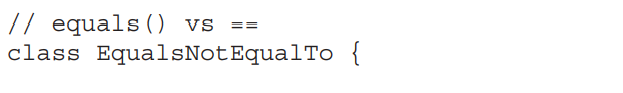 // equals() vs ==
class EqualsNotEqualTo {